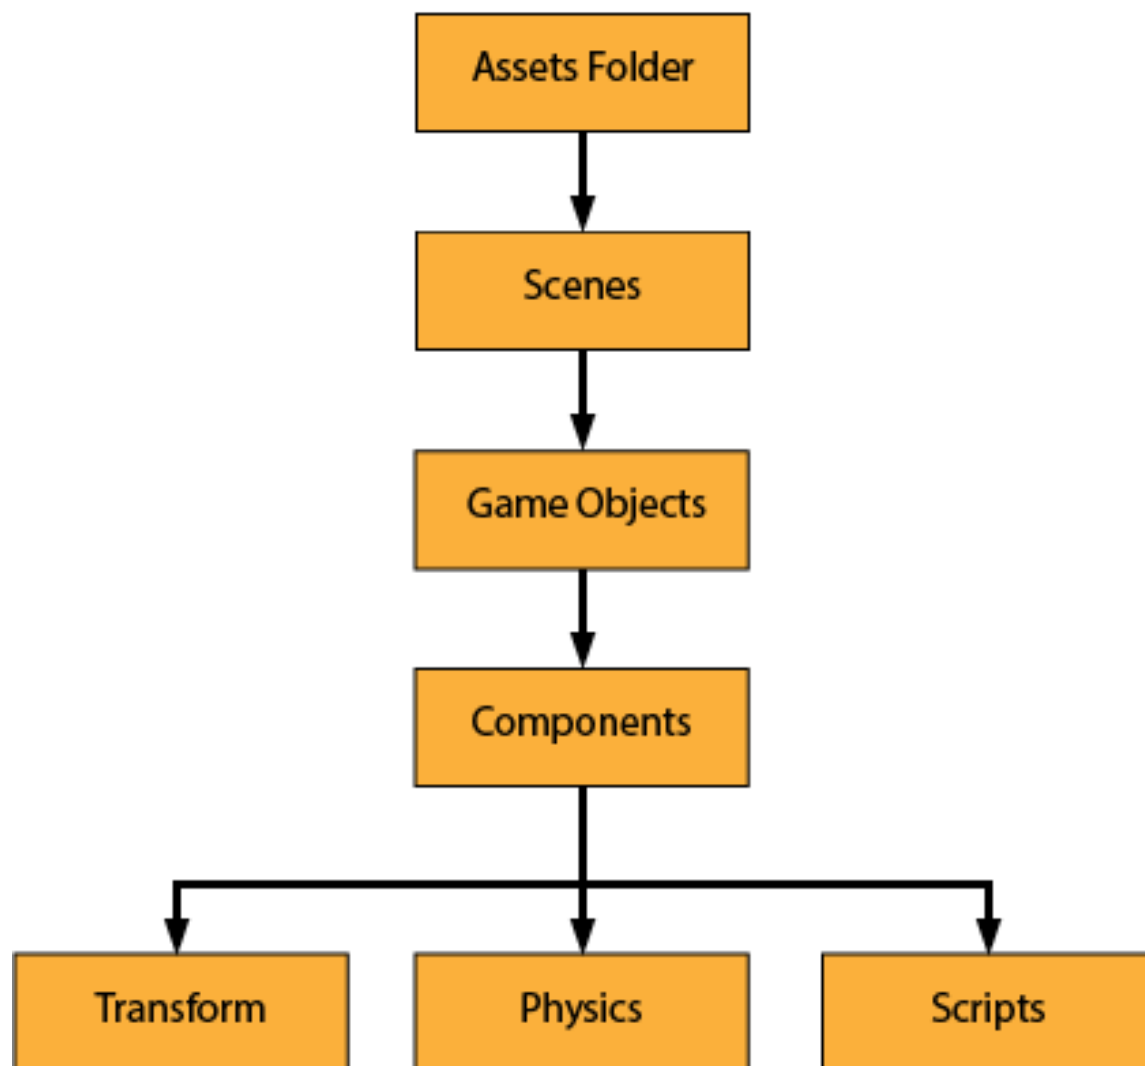 Assets Folder
Scenes
Game Objects
Components
Transform
Physics
Scripts